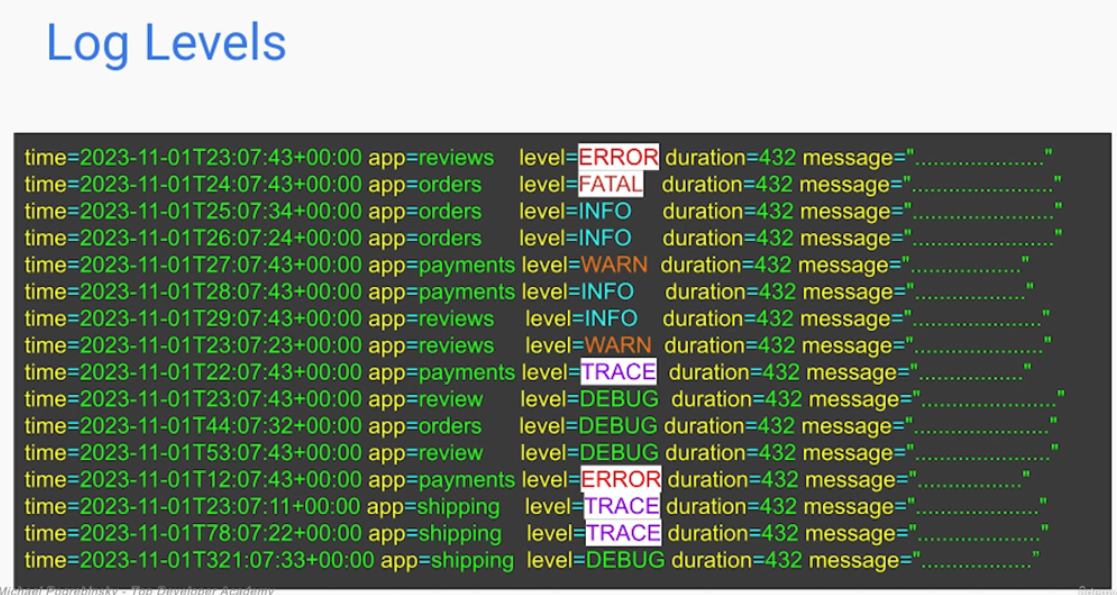 Log Levels
time=2023-11-01T23:07:43+00:00 app=reviews level=ERROR duration=432 message="....................."
time=2023-11-01T24:07:43+00:00 app=orders level=FATAL duration=432 message="......................."
time=2023-11-01T25:07:34+00:00 app=orders level=INFO duration=432 message="......................."
time=2023-11-01T26:07:24+00:00 app=orders level=INFO duration=432 message="......................."
time=2023-11-01T27:07:43+00:00 app=payments level=WARN duration=432 message=".................."
time=2023-11-01T28:07:43+00:00 app=payments level=INFO duration=432 message=".................."
time=2023-11-01T29:07:43+00:00 app=reviews level=INFO duration=432 message="....................."
time=2023-11-01T23:07:23+00:00 app=reviews level=WARN duration=432 message="....................."
time=2023-11-01T22:07:43+00:00 app=payments level=TRACE duration=432 message="................."
time=2023-11-01T23:07:43+00:00 app=review level=DEBUG duration=432 message="......................"
time=2023-11-01T44:07:32+00:00 app=orders level=DEBUG duration=432 message="......................"
time=2023-11-01T53:07:43+00:00 app=review level=DEBUG duration=432 message="......................"
time=2023-11-01T12:07:43+00:00 app=payments level=ERROR duration=432 message="................."
time=2023-11-01T23:07:11+00:00 app=shipping level=TRACE duration=432 message="...................."
time=2023-11-01T78:07:22+00:00 app=shipping level=TRACE duration=432 message="...................."
time=2023-11-01T321:07:33+00:00 app=shipping level=DEBUG duration=432 message=".................."
Michael Pogrebinsky - Top Developer Academy